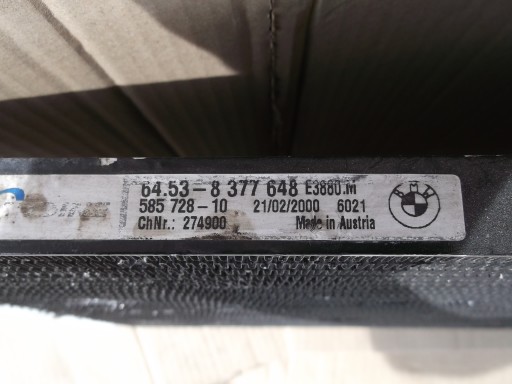 64.53-8 377 648 E3880.M
585 728-10 21/02/2000 6021
ChNr.: 274900 Made in Austria
BMW